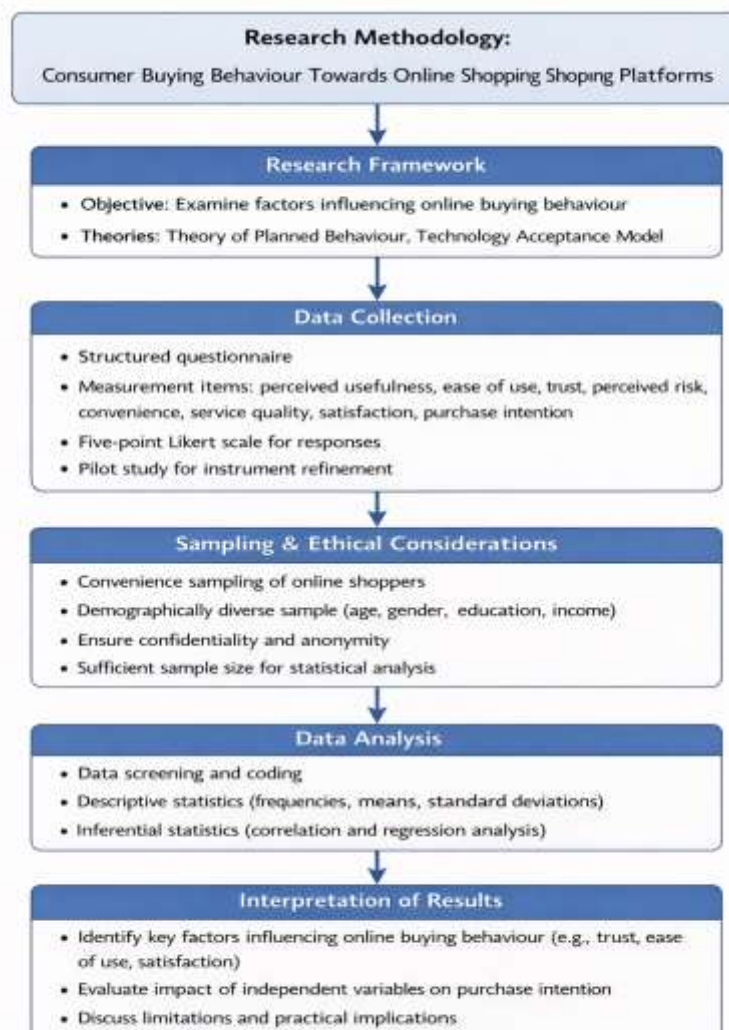 Research Methodology:
Consumer Buying Behaviour Towards Online Shopping Shoping Platforms
Research Framework
• Objective: Examine factors influencing online buying behaviour
• Theories: Theory of Planned Behaviour, Technology Acceptance Model
Data Collection
• Structured questionnaire
• Measurement items: perceived usefulness, ease of use, trust, perceived risk,
convenience, service quality, satisfaction, purchase intention
• Five-point Likert scale for responses
• Pilot study for instrument refinement
Sampling & Ethical Considerations
• Convenience sampling of online shoppers
• Demographically diverse sample (age, gender, education, income)
• Ensure confidentiality and anonymity
• Sufficient sample size for statistical analysis
Data Analysis
• Data screening and coding
• Descriptive statistics (frequencies, means, standard deviations)
• Inferential statistics (correlation and regression analysis)
Interpretation of Results
• Identify key factors influencing online buying behaviour (e.g., trust, ease
of use, satisfaction)
• Evaluate impact of independent variables on purchase intention
• Discuss limitations and practical implications